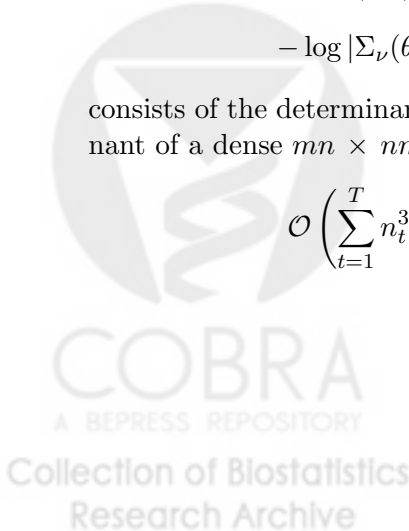 − log |Σ_ν(θ
consists of the determinar
nant of a dense mn × nn
𝒪 ( ∑_{t=1}^{T} n_t^3
COBRA
A BEPRESS REPOSITORY
Collection of Biostatistics
Research Archive